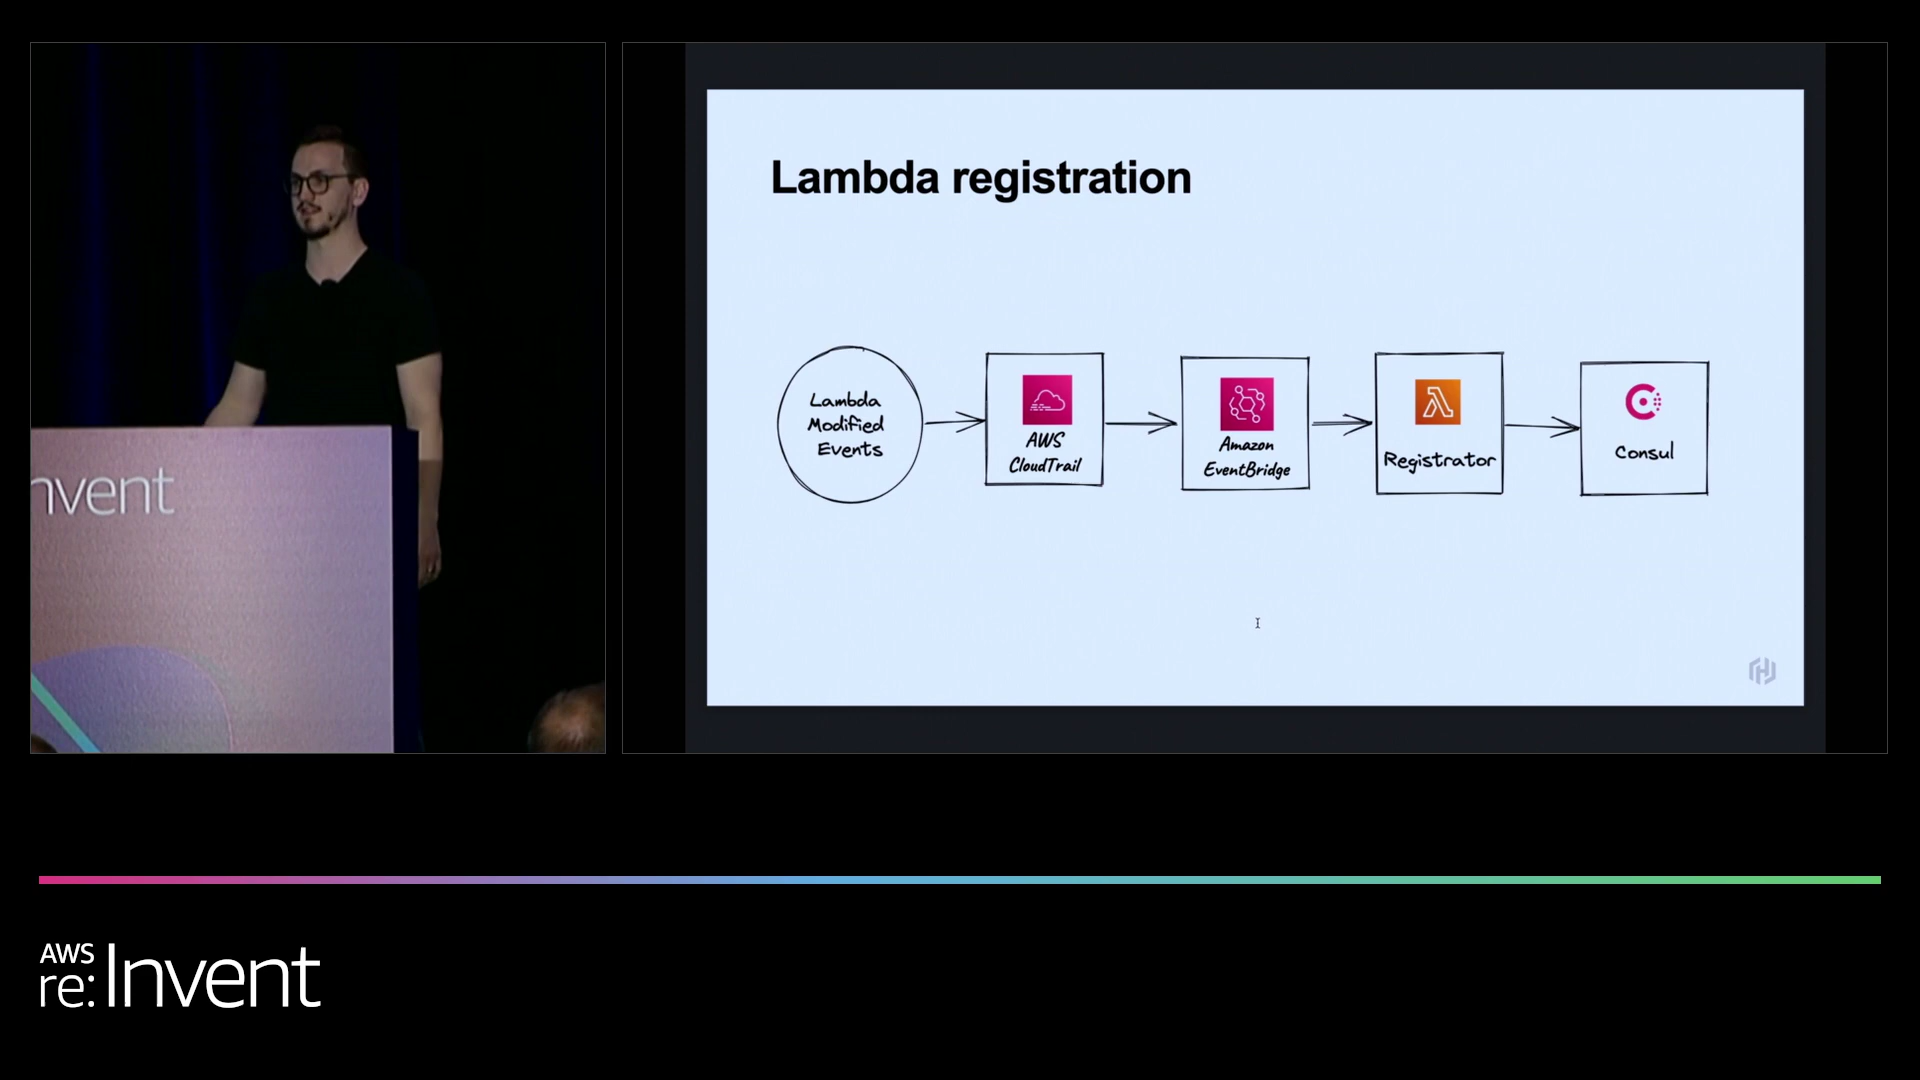 nvent
Lambda registration
Lambda
Modified
Events
AWS
CloudTrail
Amazon
EventBridge
Registrator
Consul
AWS
re:Invent